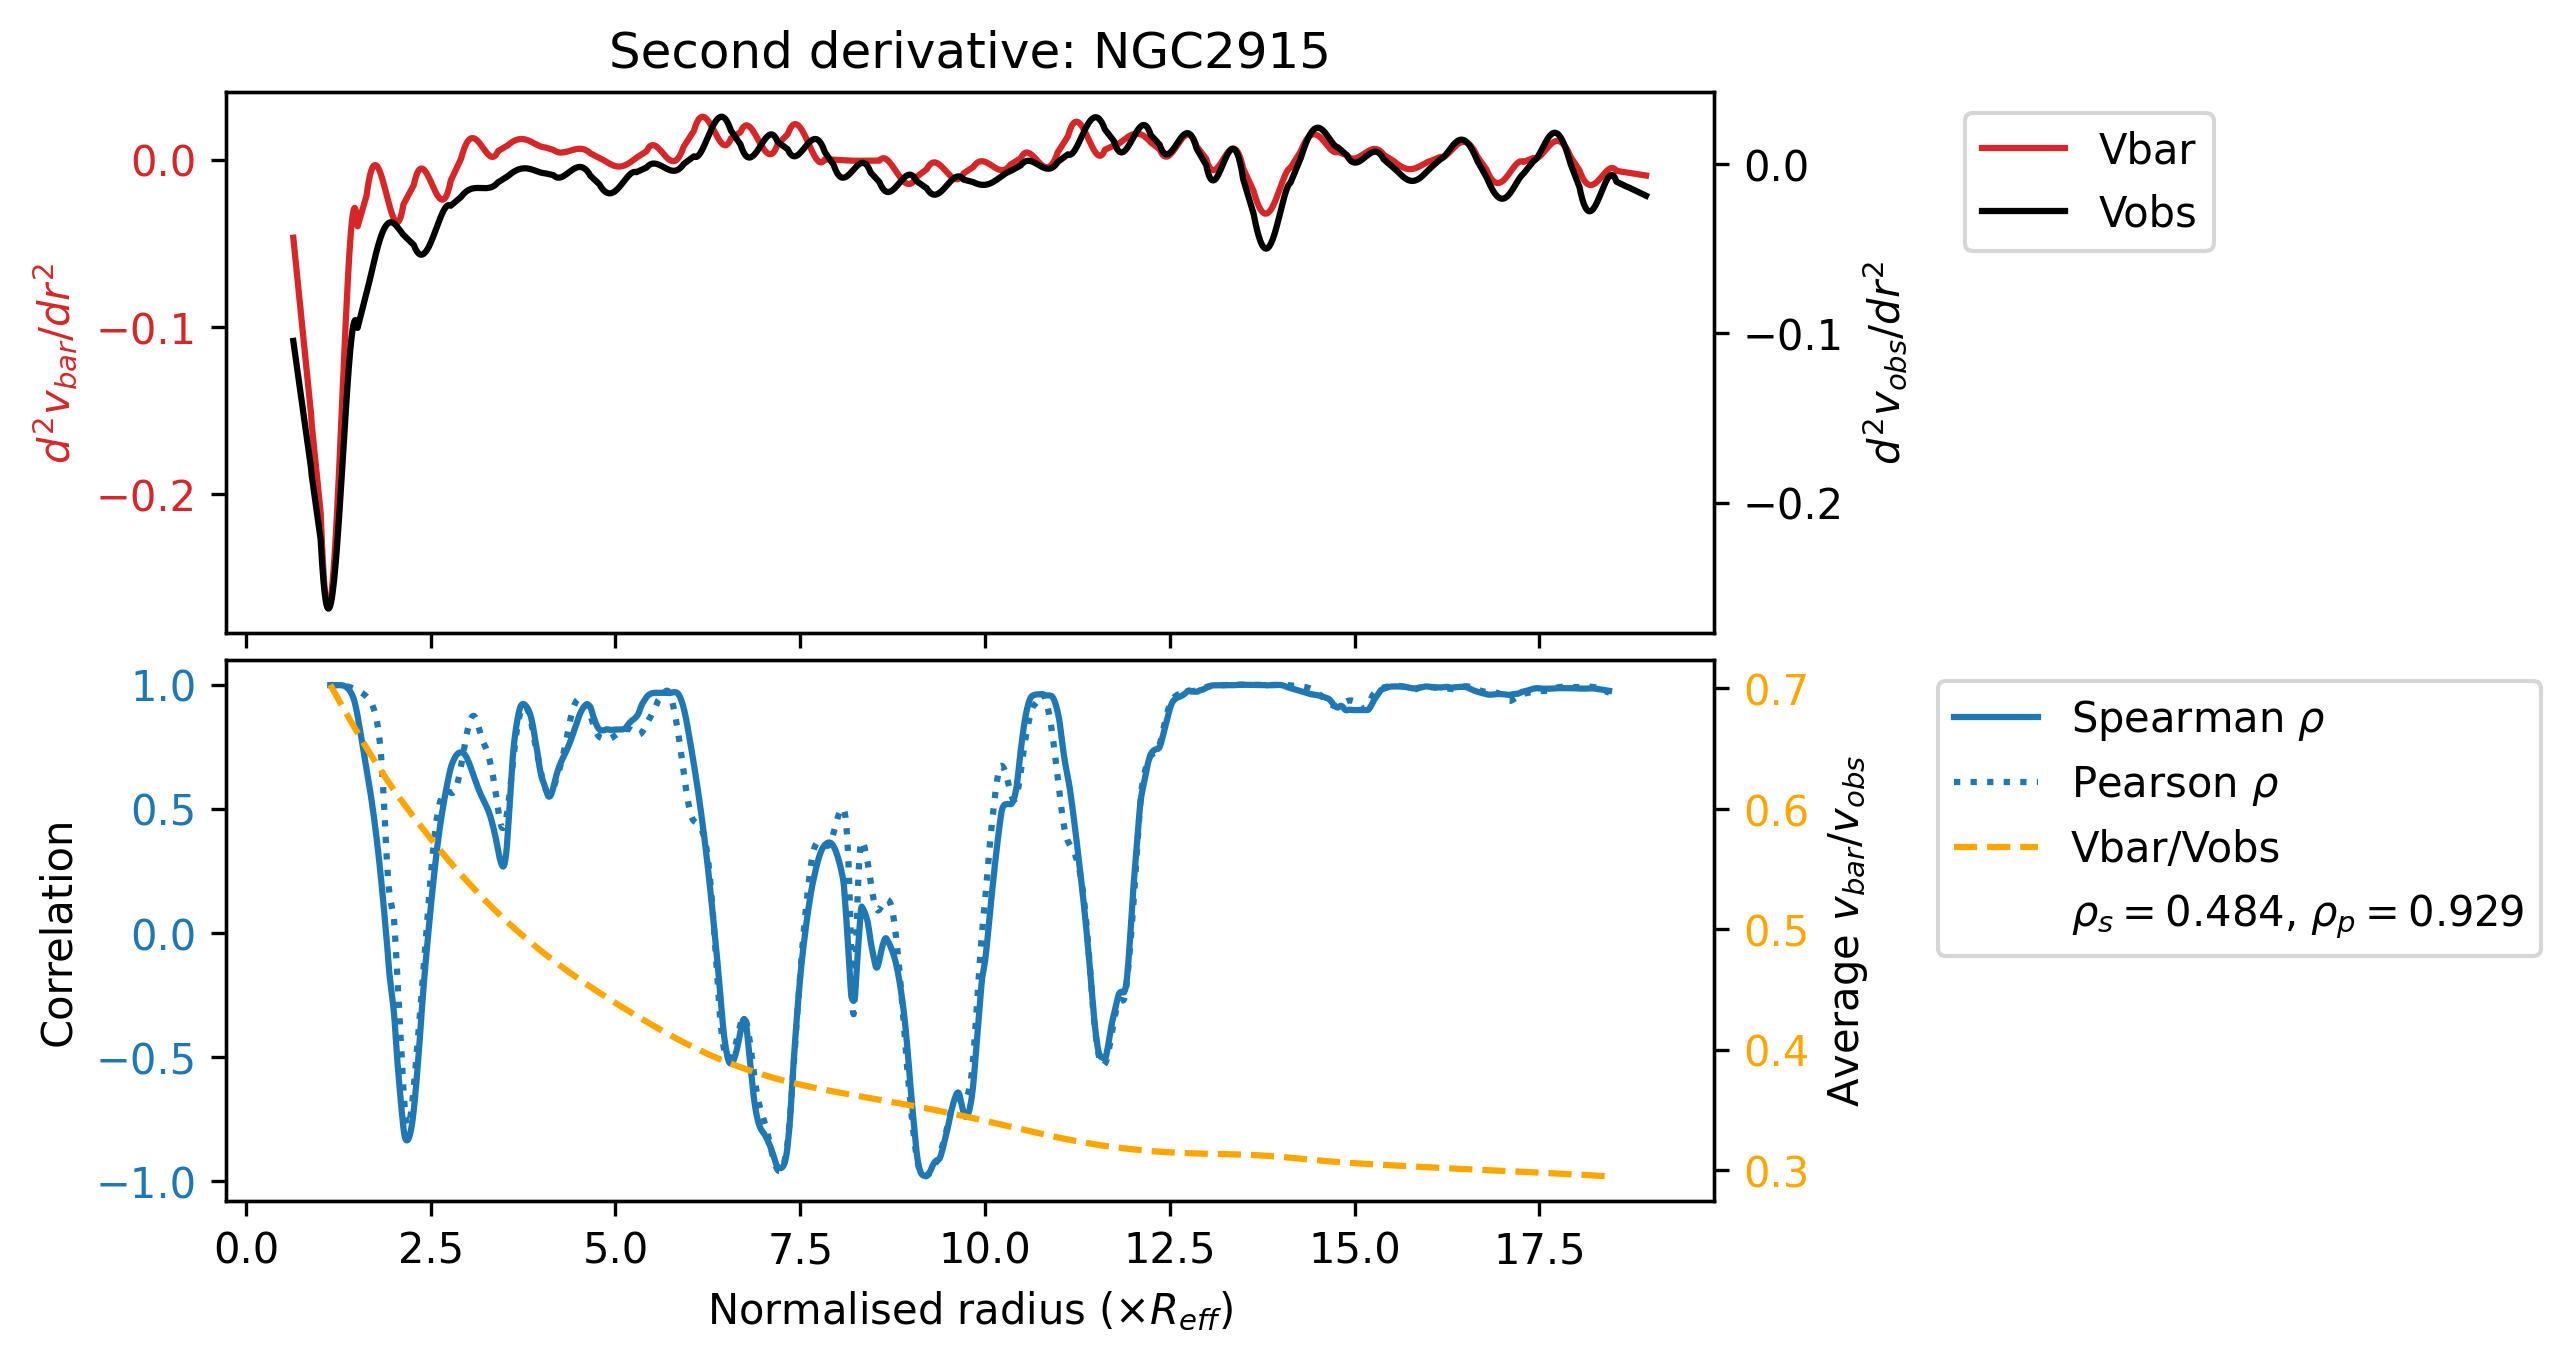 Second derivative: NGC2915
0.0
−0.1
−0.2
d²v_bar/dr²
0.0
−0.1
−0.2
d²v_obs/dr²
Vbar
Vobs
1.0
0.5
0.0
−0.5
−1.0
Correlation
0.7
0.6
0.5
0.4
0.3
Average v_bar/v_obs
Spearman ρ
Pearson ρ
Vbar/Vobs
ρ_s = 0.484, ρ_p = 0.929
0.0 2.5 5.0 7.5 10.0 12.5 15.0 17.5
Normalised radius (×R_eff)